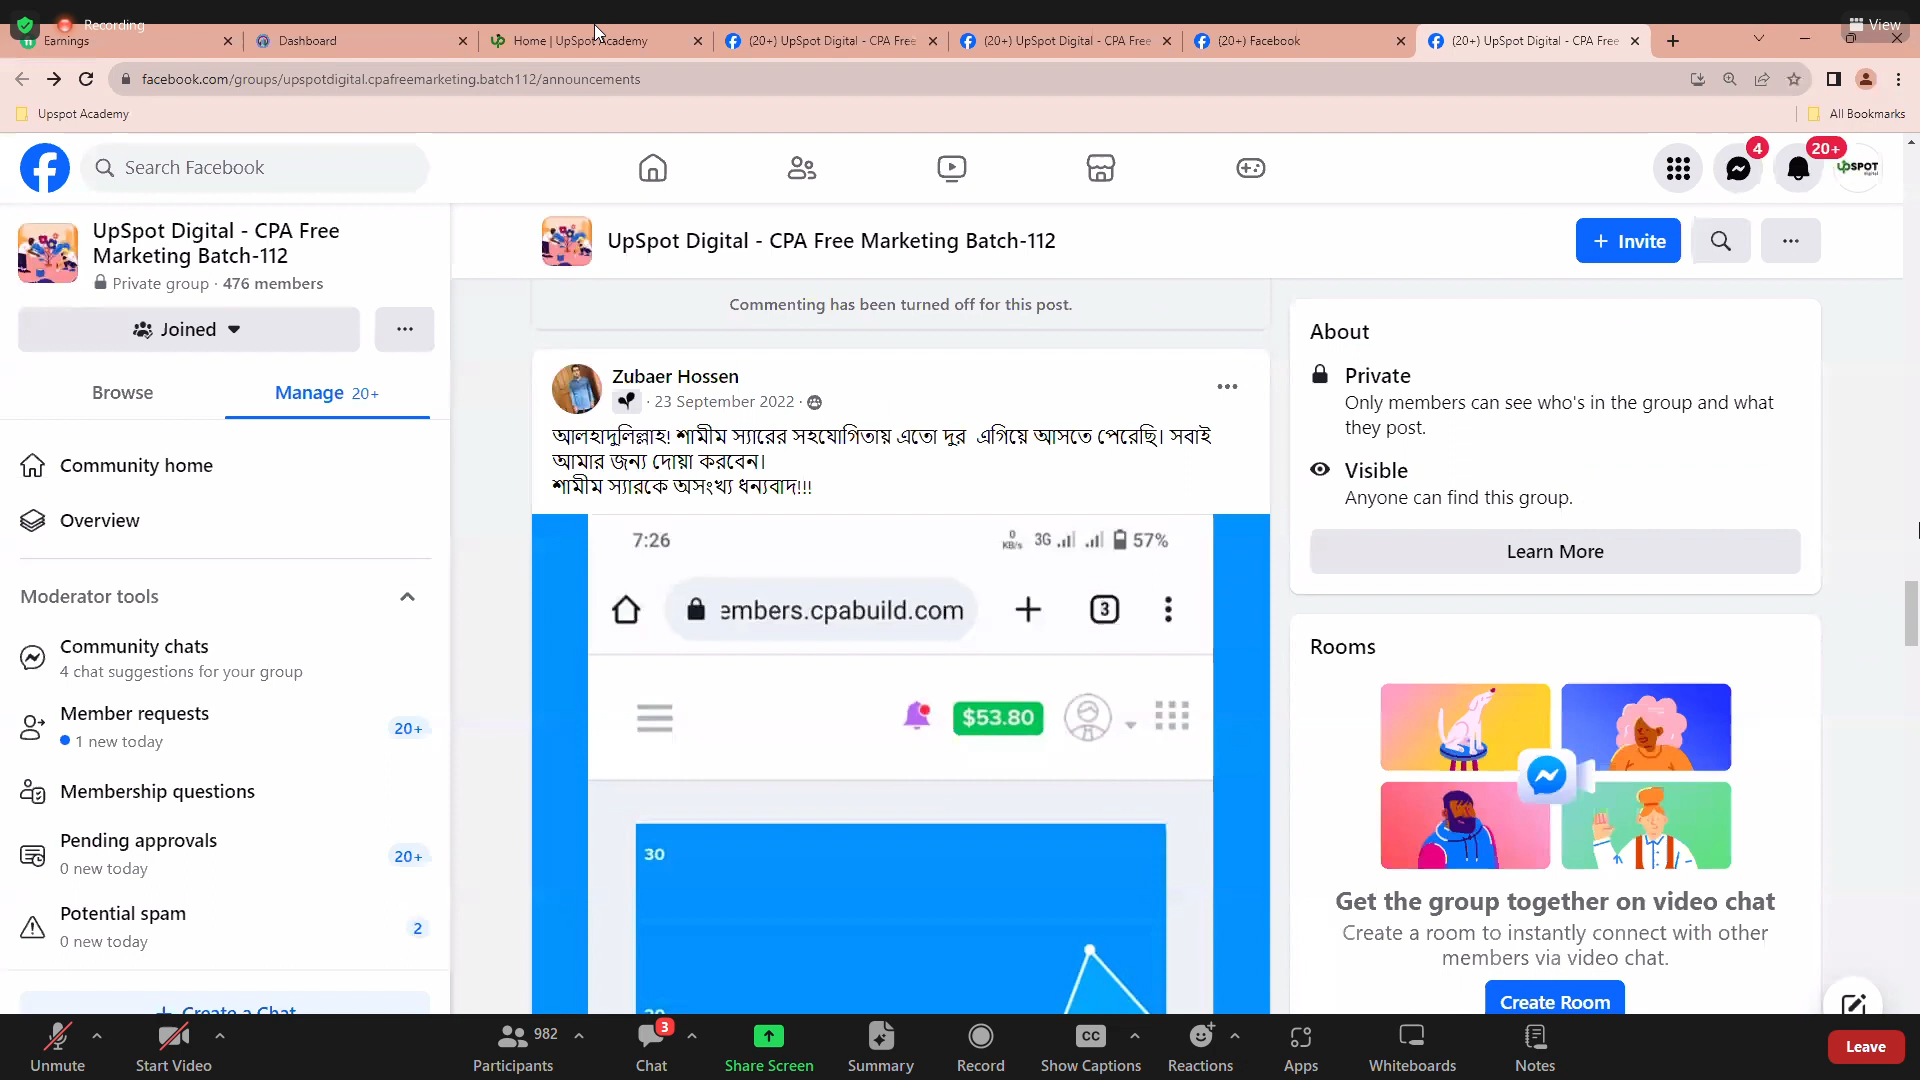 Recording
View
Earnings
Dashboard
Home | UpSpot Academy
(20+) UpSpot Digital - CPA Free
(20+) UpSpot Digital - CPA Free
(20+) Facebook
(20+) UpSpot Digital - CPA Free
facebook.com/groups/upspotdigital.cpafreemarketing.batch112/announcements
Upspot Academy
All Bookmarks
Search Facebook
4
20+
UpSPOT
UpSpot Digital - CPA Free
Marketing Batch-112
Private group · 476 members
Joined
Browse
Manage 20+
Community home
Overview
Moderator tools
Community chats
4 chat suggestions for your group
Member requests
1 new today
20+
Membership questions
Pending approvals
0 new today
20+
Potential spam
0 new today
2
+ Create a Chat
UpSpot Digital - CPA Free Marketing Batch-112
+ Invite
Commenting has been turned off for this post.
Zubaer Hossen
· 23 September 2022 ·
আলহাদুলিল্লাহ! শামীম স্যারের সহযোগিতায় এতো দুর এগিয়ে আসতে পেরেছি। সবাই
আমার জন্য দোয়া করবেন।
শামীম স্যারকে অসংখ্য ধন্যবাদ!!!
7:26
0
KB/s
3G
57%
embers.cpabuild.com
3
$53.80
30
About
Private
Only members can see who's in the group and what
they post.
Visible
Anyone can find this group.
Learn More
Rooms
Get the group together on video chat
Create a room to instantly connect with other
members via video chat.
Create Room
Unmute
Start Video
982
Participants
3
Chat
Share Screen
Summary
Record
CC
Show Captions
Reactions
Apps
Whiteboards
Notes
Leave